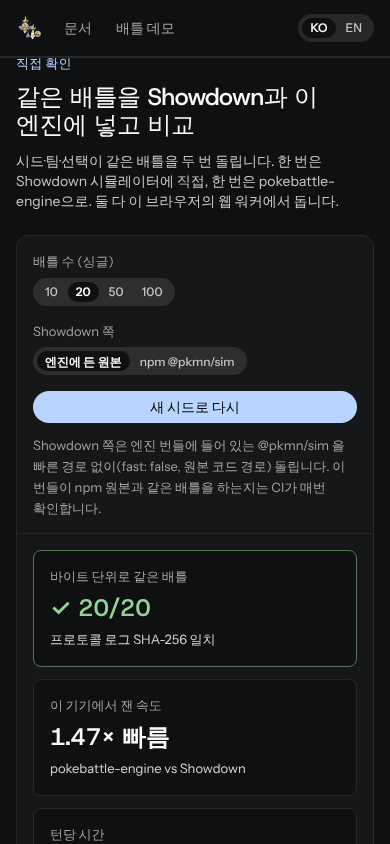 문서
배틀 데모
KO
EN
직접 확인
같은 배틀을 Showdown과 이
엔진에 넣고 비교
시드·팀·선택이 같은 배틀을 두 번 돌립니다. 한 번은
Showdown 시뮬레이터에 직접, 한 번은 pokebattle-
engine으로. 둘 다 이 브라우저의 웹 워커에서 돕니다.
배틀 수 (싱글)
10
20
50
100
Showdown 쪽
엔진에 든 원본
npm @pkmn/sim
새 시드로 다시
Showdown 쪽은 엔진 번들에 들어 있는 @pkmn/sim 을
빠른 경로 없이(fast: false, 원본 코드 경로) 돌립니다. 이
번들이 npm 원본과 같은 배틀을 하는지는 CI가 매번
확인합니다.
바이트 단위로 같은 배틀
✓ 20/20
프로토콜 로그 SHA-256 일치
이 기기에서 잰 속도
1.47× 빠름
pokebattle-engine vs Showdown
턴당 시간